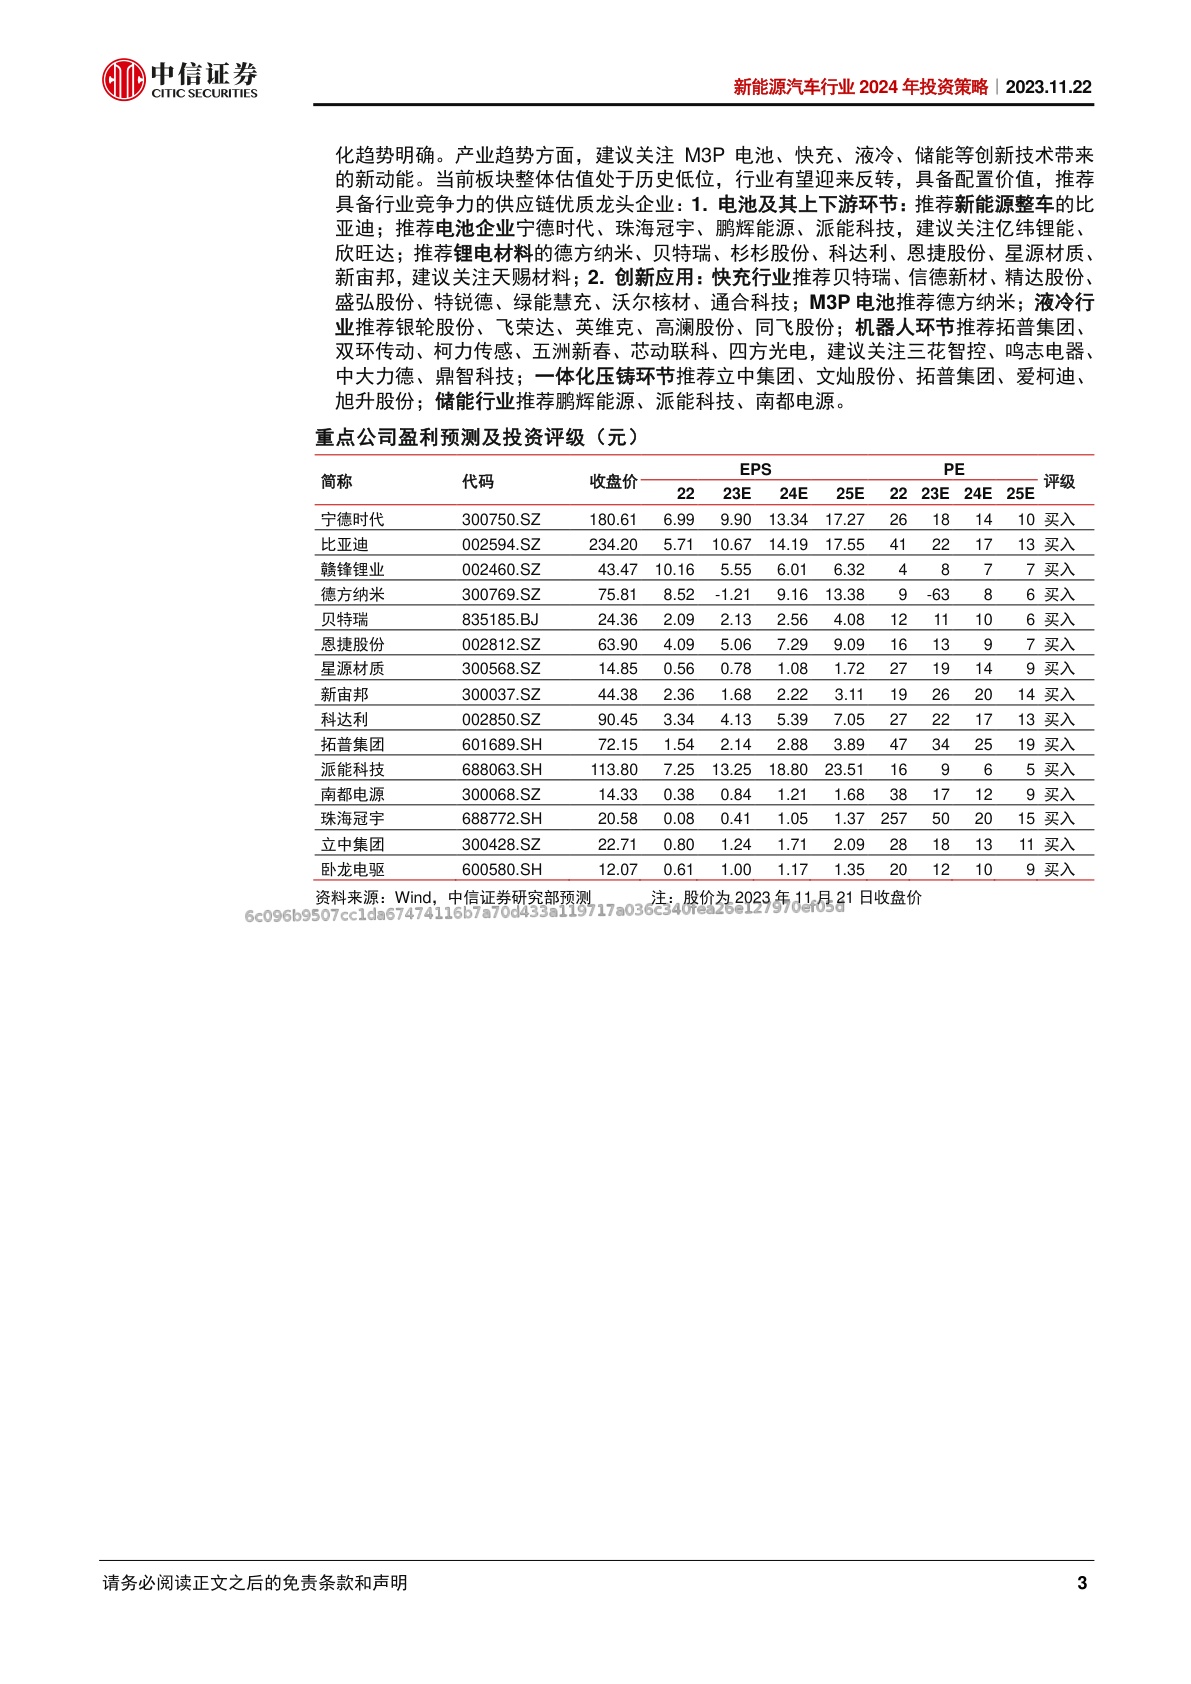 中信证券
CITIC SECURITIES
新能源汽车行业 2024 年投资策略｜2023.11.22
化趋势明确。产业趋势方面，建议关注 M3P 电池、快充、液冷、储能等创新技术带来
的新动能。当前板块整体估值处于历史低位，行业有望迎来反转，具备配置价值，推荐
具备行业竞争力的供应链优质龙头企业：1. 电池及其上下游环节：推荐新能源整车的比
亚迪；推荐电池企业宁德时代、珠海冠宇、鹏辉能源、派能科技，建议关注亿纬锂能、
欣旺达；推荐锂电材料的德方纳米、贝特瑞、杉杉股份、科达利、恩捷股份、星源材质、
新宙邦，建议关注天赐材料；2. 创新应用：快充行业推荐贝特瑞、信德新材、精达股份、
盛弘股份、特锐德、绿能慧充、沃尔核材、通合科技；M3P 电池推荐德方纳米；液冷行
业推荐银轮股份、飞荣达、英维克、高澜股份、同飞股份；机器人环节推荐拓普集团、
双环传动、柯力传感、五洲新春、芯动联科、四方光电，建议关注三花智控、鸣志电器、
中大力德、鼎智科技；一体化压铸环节推荐立中集团、文灿股份、拓普集团、爱柯迪、
旭升股份；储能行业推荐鹏辉能源、派能科技、南都电源。
重点公司盈利预测及投资评级（元）
简称 代码 收盘价 EPS PE 评级
22 23E 24E 25E 22 23E 24E 25E
宁德时代 300750.SZ 180.61 6.99 9.90 13.34 17.27 26 18 14 10 买入
比亚迪 002594.SZ 234.20 5.71 10.67 14.19 17.55 41 22 17 13 买入
赣锋锂业 002460.SZ 43.47 10.16 5.55 6.01 6.32 4 8 7 7 买入
德方纳米 300769.SZ 75.81 8.52 -1.21 9.16 13.38 9 -63 8 6 买入
贝特瑞 835185.BJ 24.36 2.09 2.13 2.56 4.08 12 11 10 6 买入
恩捷股份 002812.SZ 63.90 4.09 5.06 7.29 9.09 16 13 9 7 买入
星源材质 300568.SZ 14.85 0.56 0.78 1.08 1.72 27 19 14 9 买入
新宙邦 300037.SZ 44.38 2.36 1.68 2.22 3.11 19 26 20 14 买入
科达利 002850.SZ 90.45 3.34 4.13 5.39 7.05 27 22 17 13 买入
拓普集团 601689.SH 72.15 1.54 2.14 2.88 3.89 47 34 25 19 买入
派能科技 688063.SH 113.80 7.25 13.25 18.80 23.51 16 9 6 5 买入
南都电源 300068.SZ 14.33 0.38 0.84 1.21 1.68 38 17 12 9 买入
珠海冠宇 688772.SH 20.58 0.08 0.41 1.05 1.37 257 50 20 15 买入
立中集团 300428.SZ 22.71 0.80 1.24 1.71 2.09 28 18 13 11 买入
卧龙电驱 600580.SH 12.07 0.61 1.00 1.17 1.35 20 12 10 9 买入
资料来源：Wind，中信证券研究部预测 注：股价为 2023 年 11 月 21 日收盘价
6c096b9507cc1da67474116b7a70d433a119717a036c340fea26e127970ef05d
请务必阅读正文之后的免责条款和声明 3